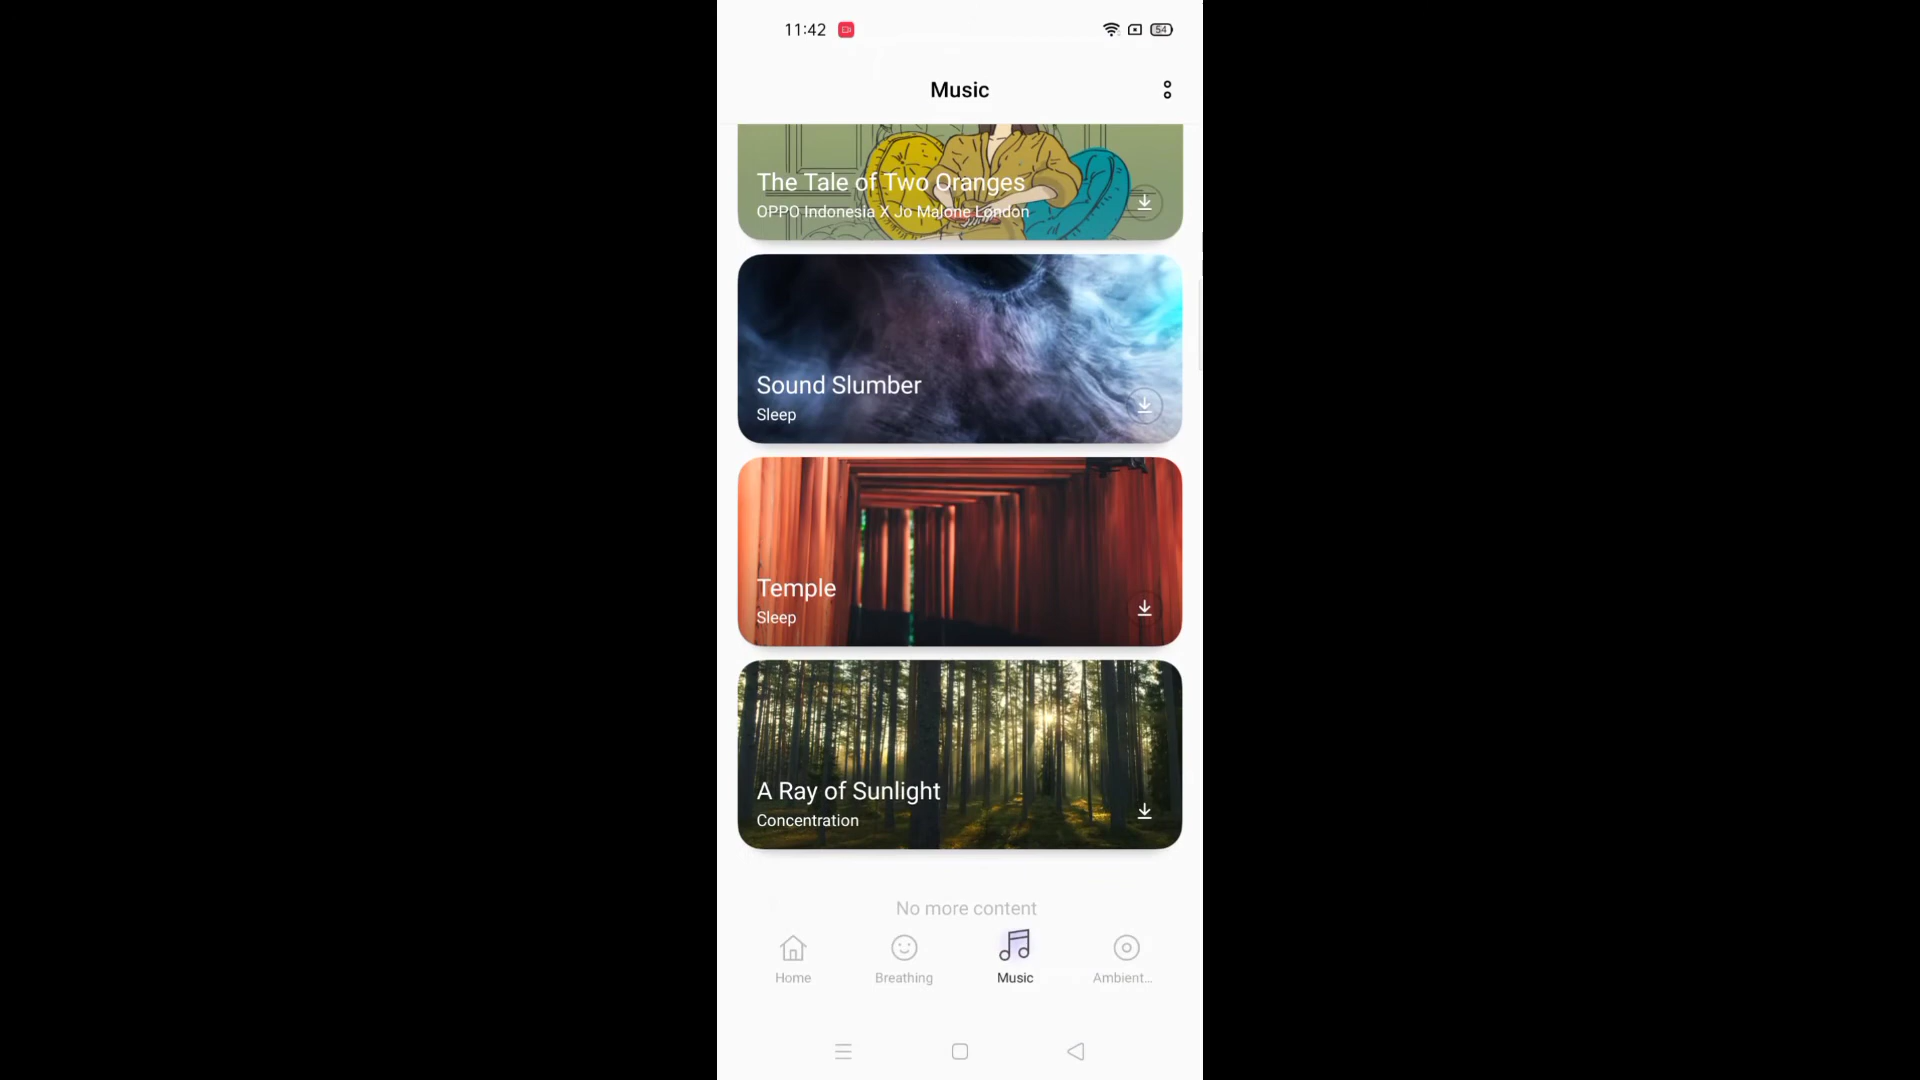 11:42
54
Music
The Tale of Two Oranges
OPPO Indonesia X Jo Malone London
Sound Slumber
Sleep
Temple
Sleep
A Ray of Sunlight
Concentration
No more content
Home
Breathing
Music
Ambient...